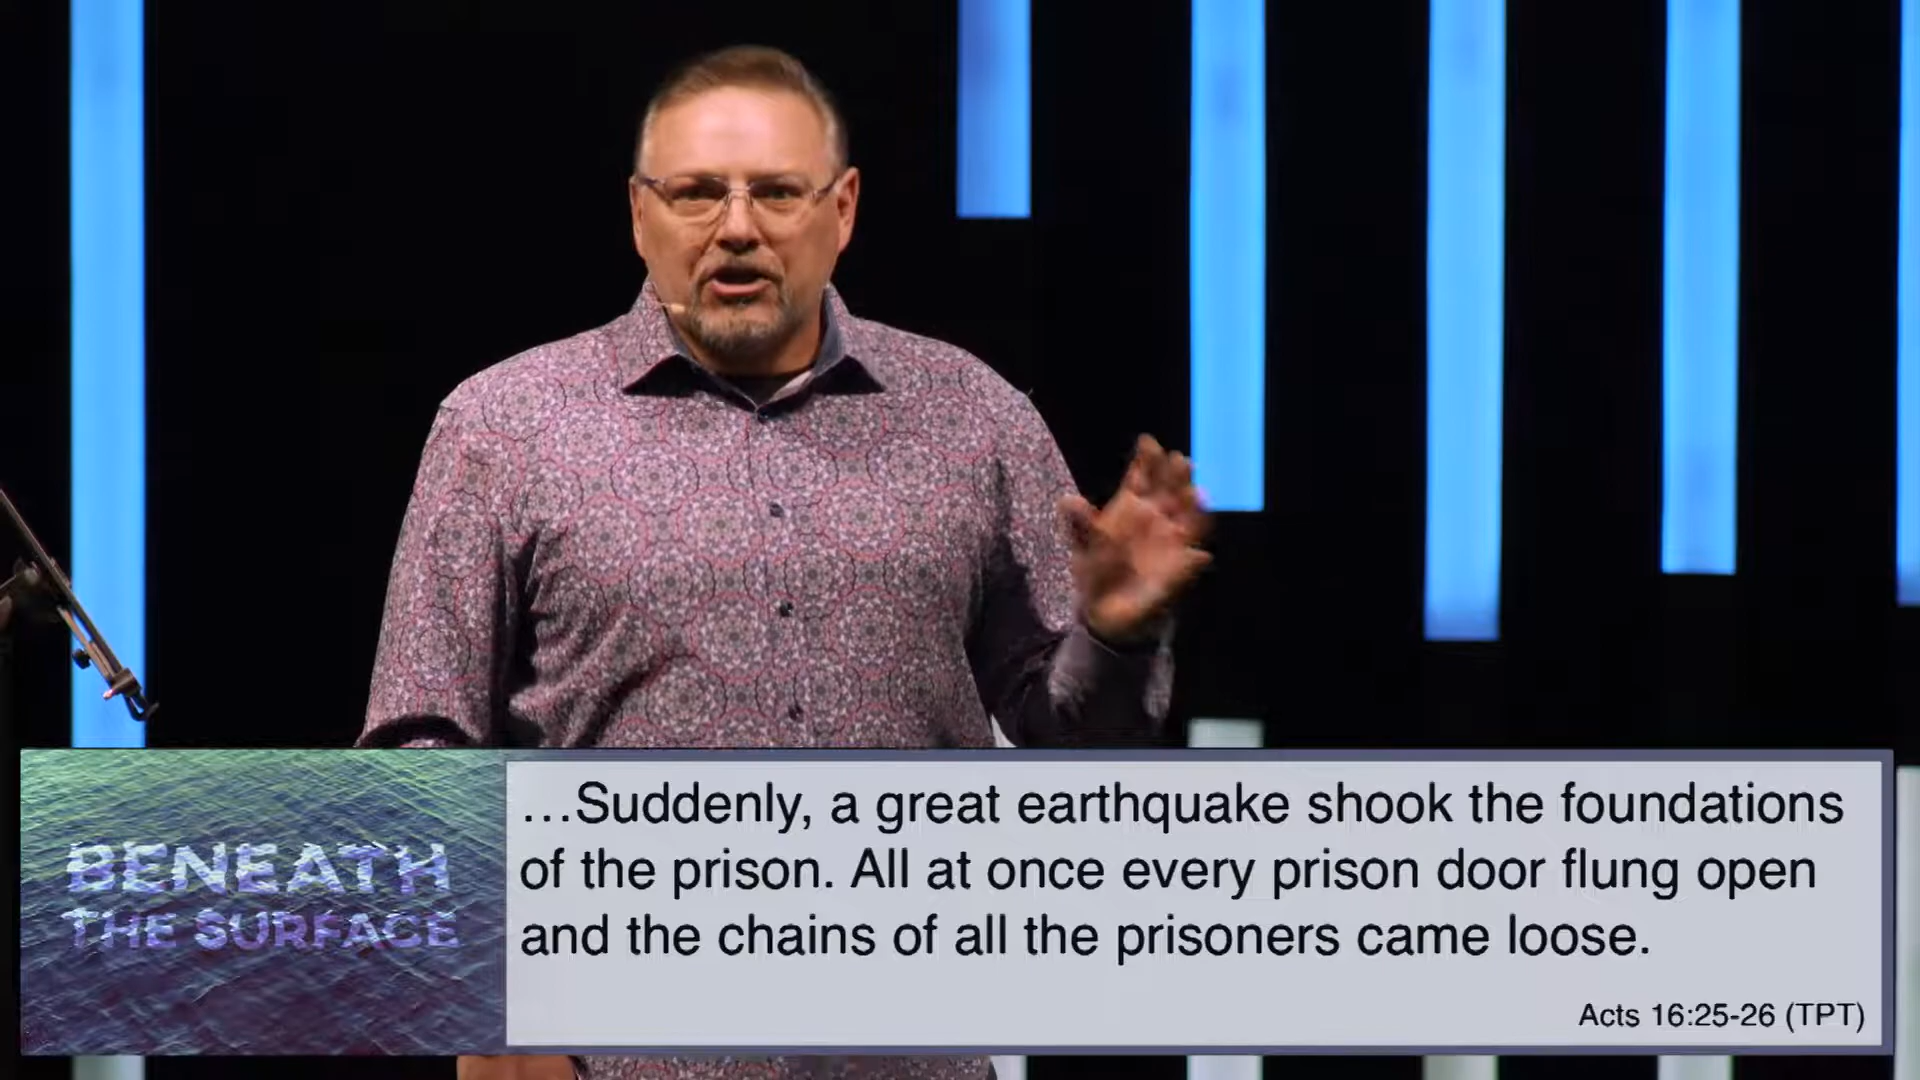 BENEATH
THE SURFACE
…Suddenly, a great earthquake shook the foundations
of the prison. All at once every prison door flung open
and the chains of all the prisoners came loose.
Acts 16:25-26 (TPT)